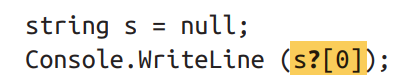 string s = null;
Console.WriteLine (s?[0]);